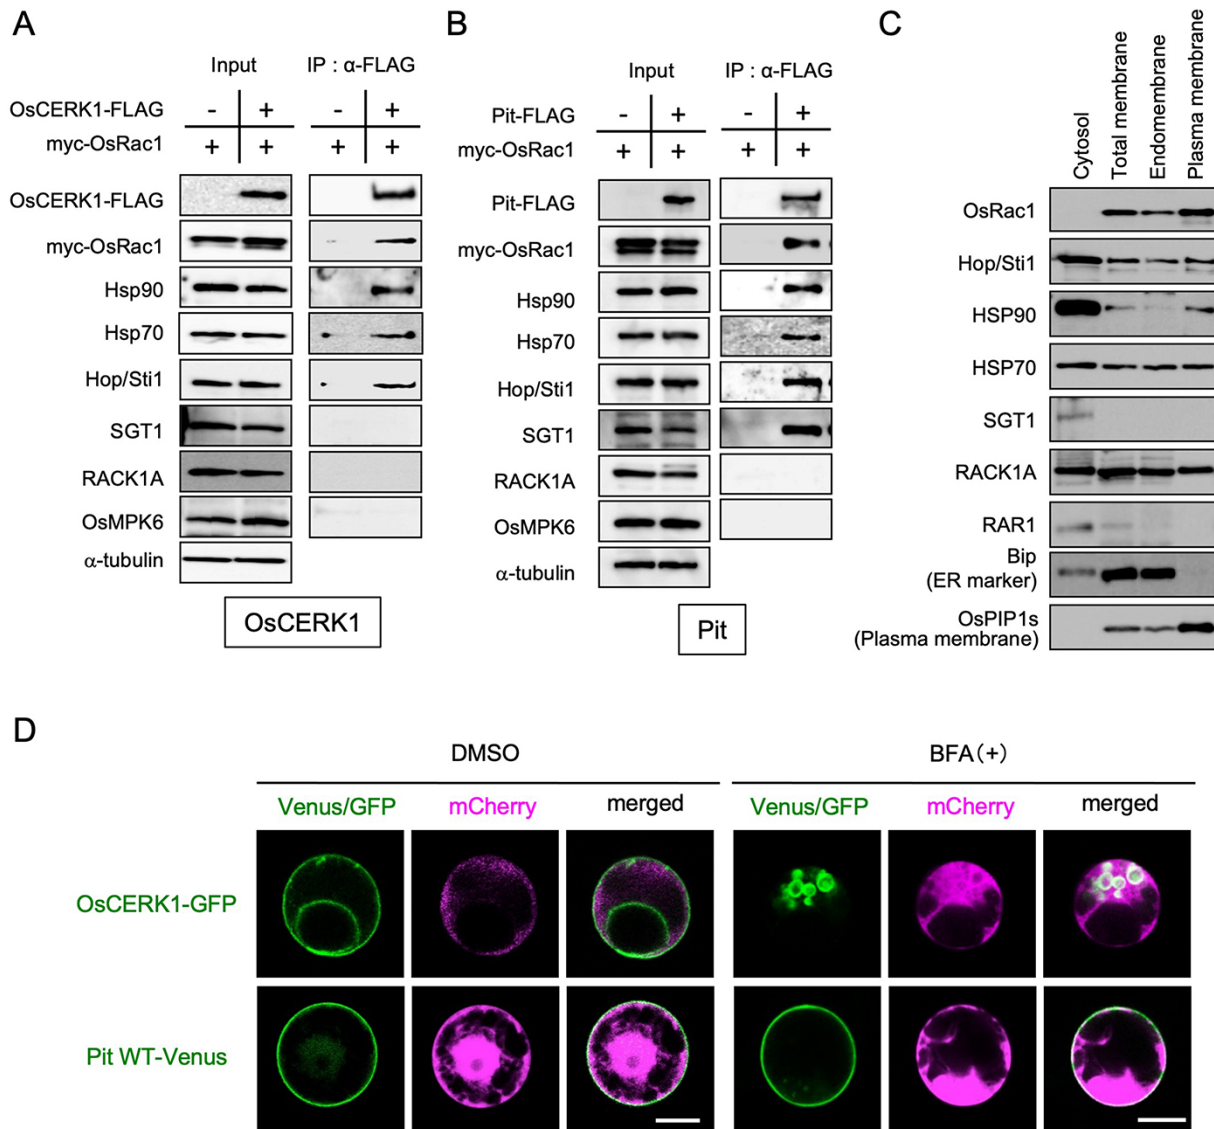 A
Input
IP : α-FLAG
OsCERK1-FLAG
- + - +
myc-OsRac1
+ + + +
OsCERK1-FLAG
myc-OsRac1
Hsp90
Hsp70
Hop/Sti1
SGT1
RACK1A
OsMPK6
α-tubulin
OsCERK1
B
Input
IP : α-FLAG
Pit-FLAG
- + - +
myc-OsRac1
+ + + +
Pit-FLAG
myc-OsRac1
Hsp90
Hsp70
Hop/Sti1
SGT1
RACK1A
OsMPK6
α-tubulin
Pit
C
Cytosol
Total membrane
Endomembrane
Plasma membrane
OsRac1
Hop/Sti1
HSP90
HSP70
SGT1
RACK1A
RAR1
Bip
(ER marker)
OsPIP1s
(Plasma membrane)
D
DMSO
BFA(+)
Venus/GFP
mCherry
merged
Venus/GFP
mCherry
merged
OsCERK1-GFP
Pit WT-Venus